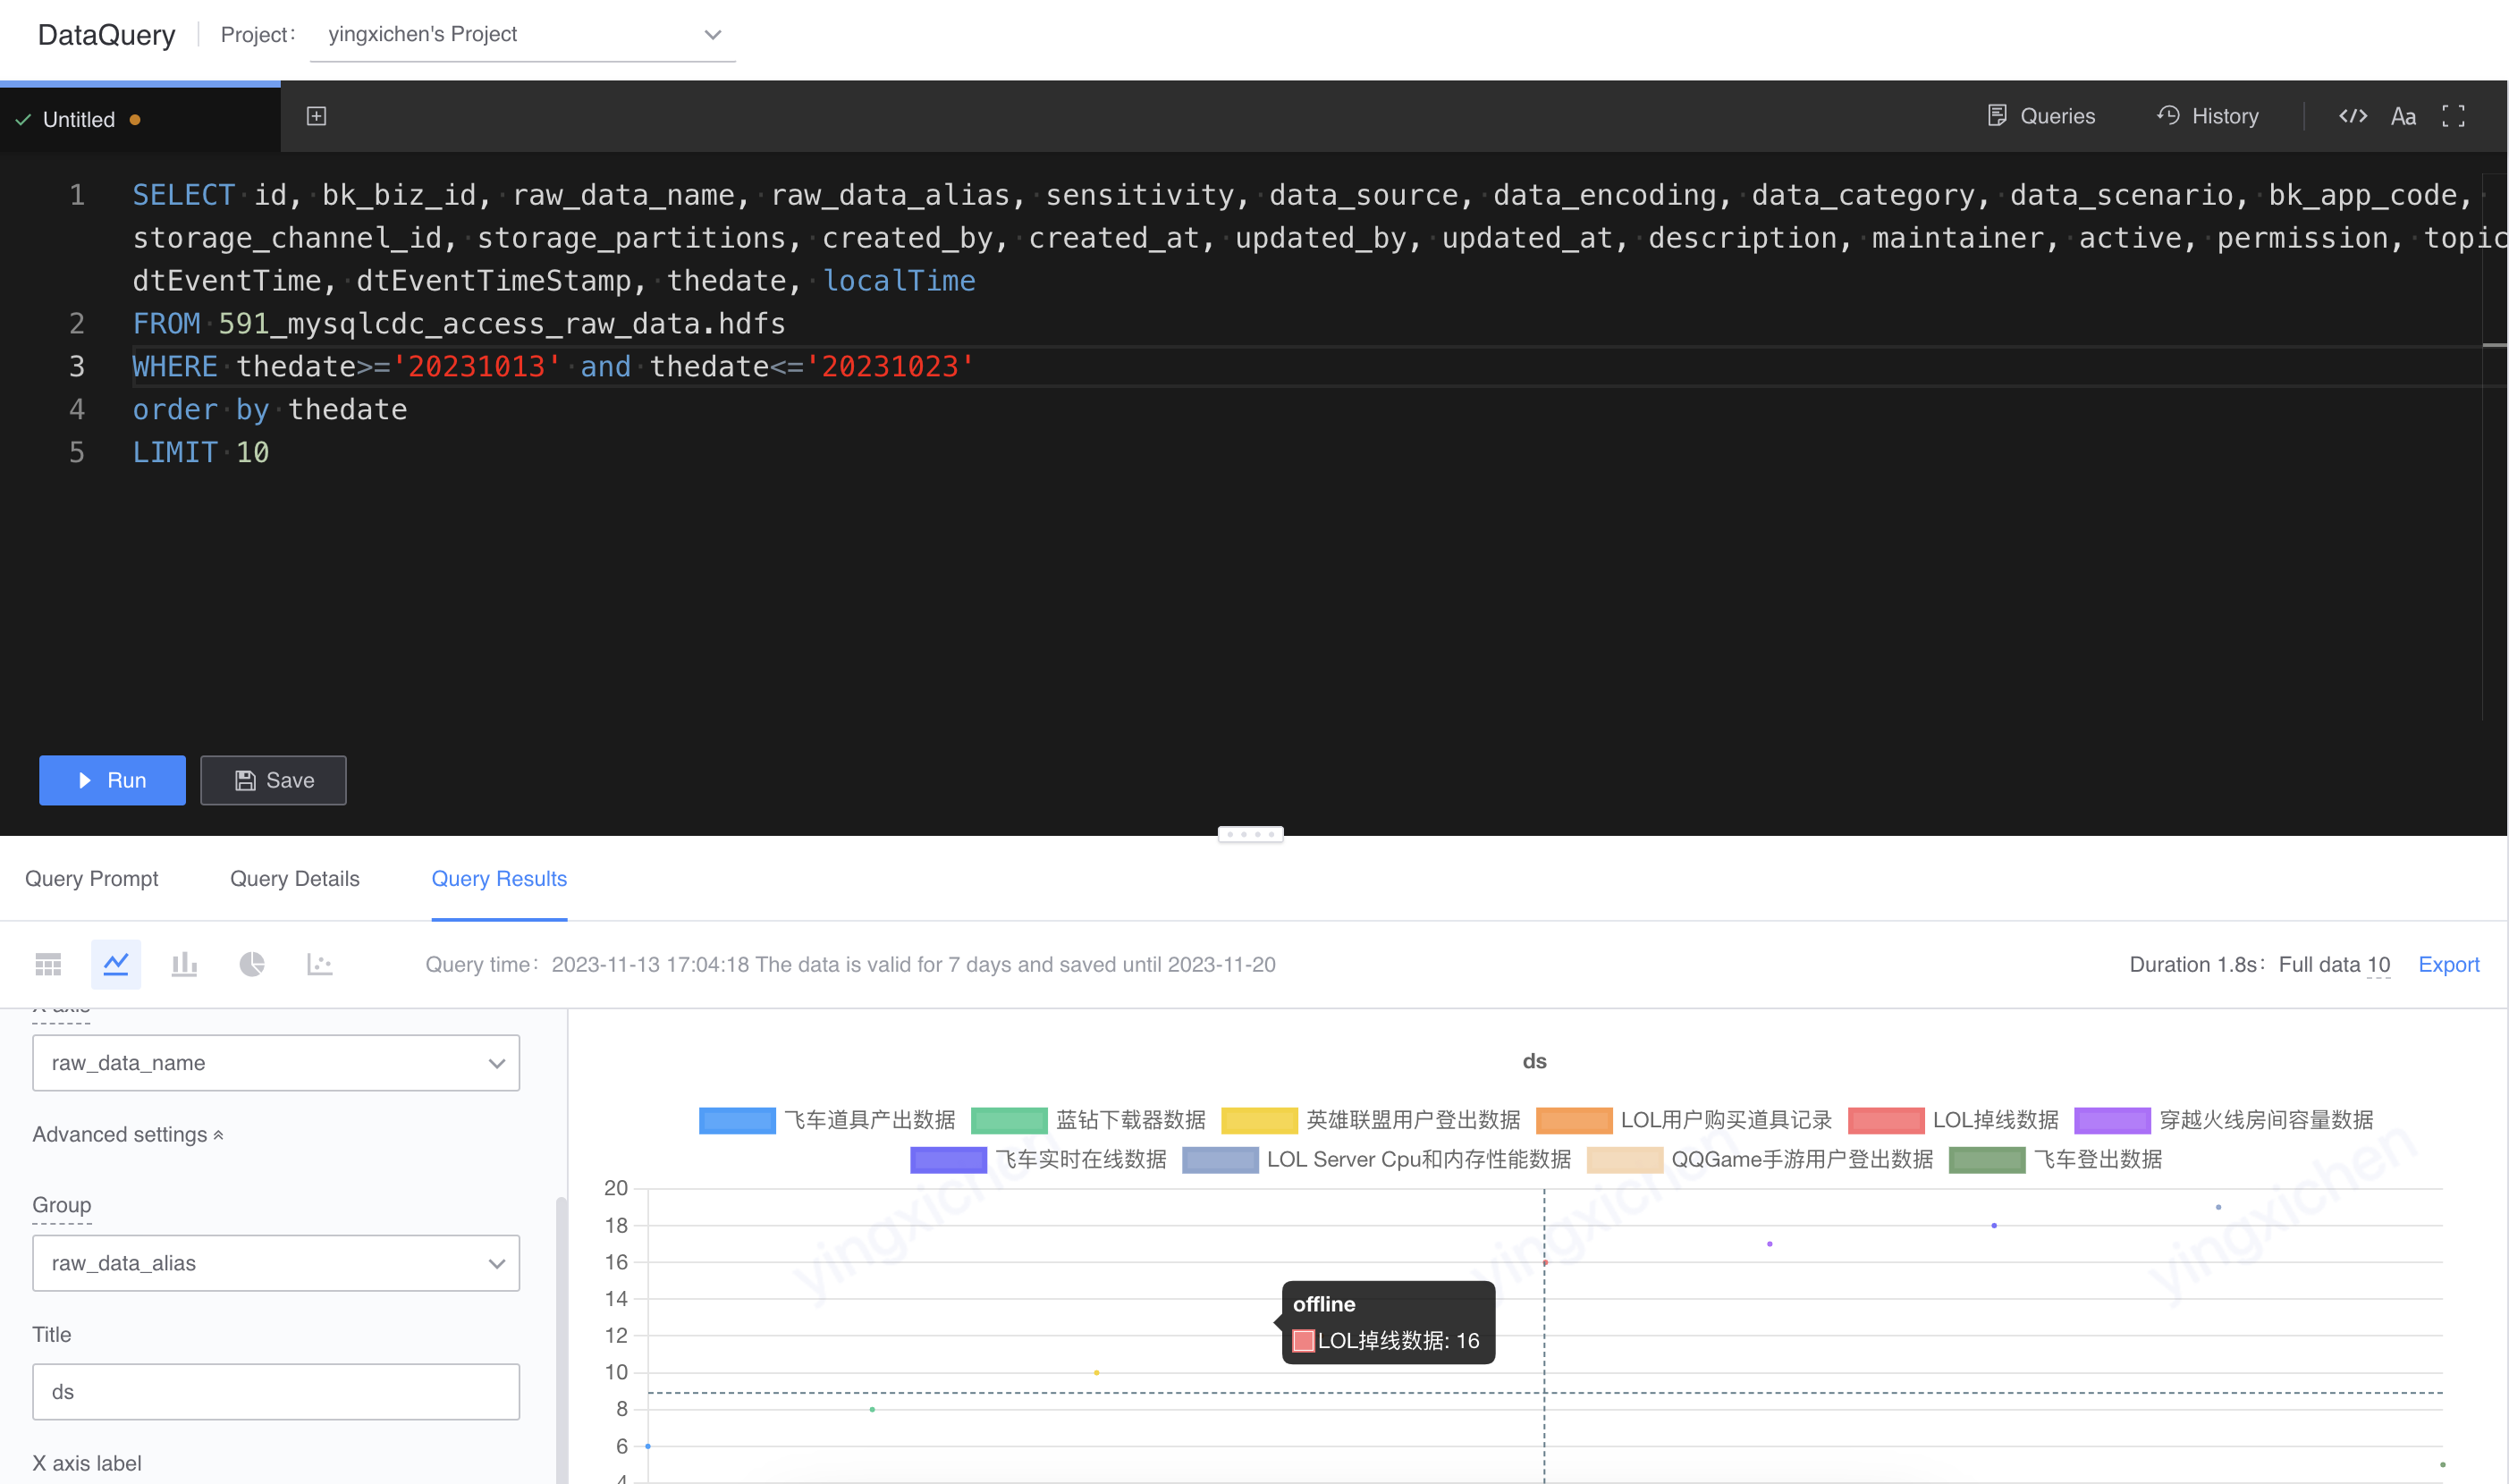 DataQuery Project: yingxichen's Project
Untitled
Queries History Aa
1 SELECT id, bk_biz_id, raw_data_name, raw_data_alias, sensitivity, data_source, data_encoding, data_category, data_scenario, bk_app_code,
storage_channel_id, storage_partitions, created_by, created_at, updated_by, updated_at, description, maintainer, active, permission, topic
dtEventTime, dtEventTimeStamp, thedate, localTime
2 FROM 591_mysqlcdc_access_raw_data.hdfs
3 WHERE thedate>='20231013' and thedate<='20231023'
4 order by thedate
5 LIMIT 10
Run Save
Query Prompt Query Details Query Results
Query time: 2023-11-13 17:04:18 The data is valid for 7 days and saved until 2023-11-20
Duration 1.8s: Full data 10 Export
X axis
raw_data_name
Advanced settings
Group
raw_data_alias
Title
ds
X axis label
ds
飞车道具产出数据 蓝钻下载器数据 英雄联盟用户登出数据 LOL用户购买道具记录 LOL掉线数据 穿越火线房间容量数据
飞车实时在线数据 LOL Server Cpu和内存性能数据 QQGame手游用户登出数据 飞车登出数据
20
18
16
14
12
10
8
6
4
offline
LOL掉线数据: 16
yingxichen
yingxichen
yingxichen